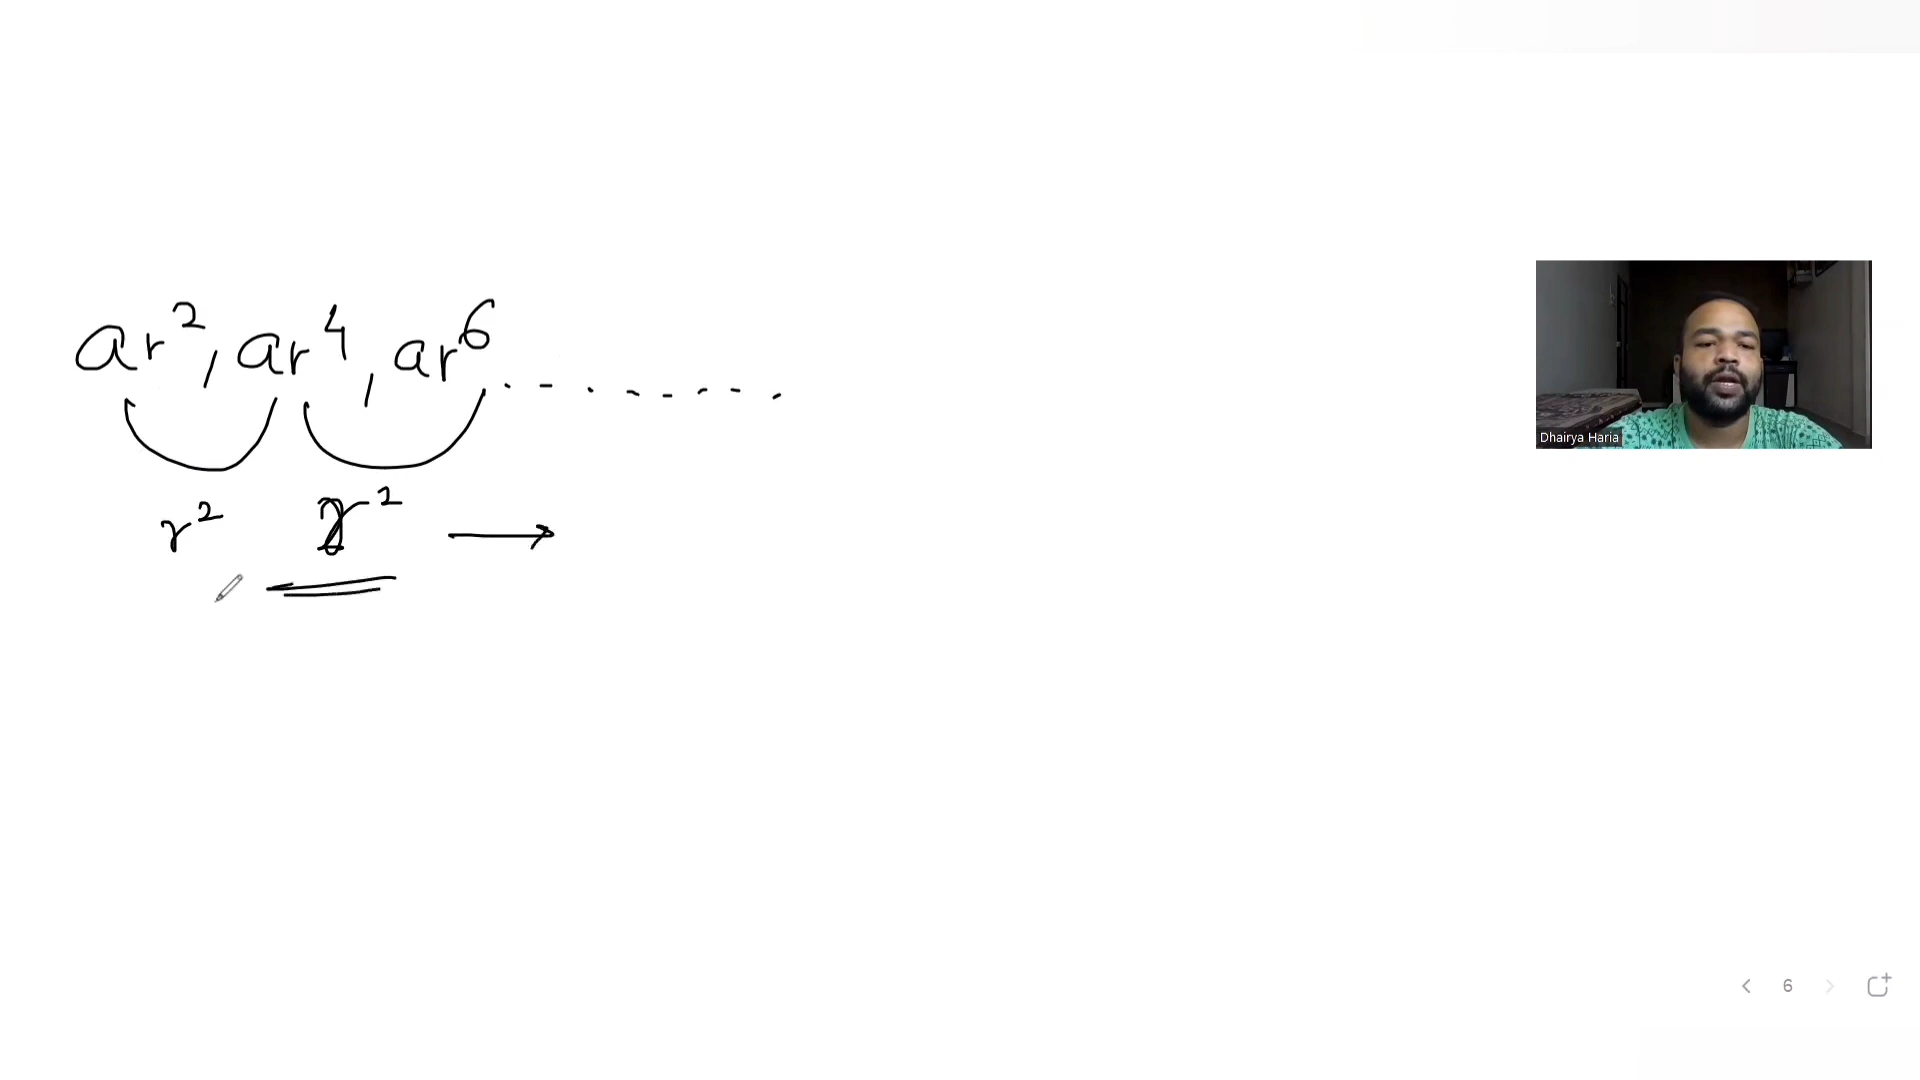 ar², ar⁴, ar⁶ . - . - - - - .
r² r² →
Dhairya Haria
6